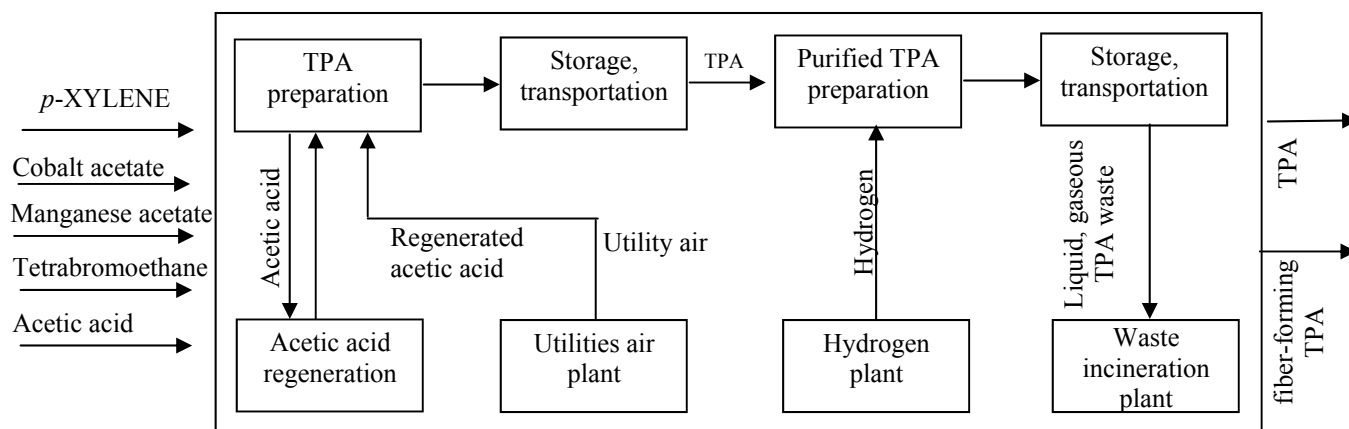 p-XYLENE
Cobalt acetate
Manganese acetate
Tetrabromoethane
Acetic acid
TPA
preparation
Storage,
transportation
TPA
Purified TPA
preparation
Storage,
transportation
Acetic acid
Regenerated
acetic acid
Utility air
Hydrogen
Liquid, gaseous
TPA waste
Acetic acid
regeneration
Utilities air
plant
Hydrogen
plant
Waste
incineration
plant
TPA
fiber-forming
TPA